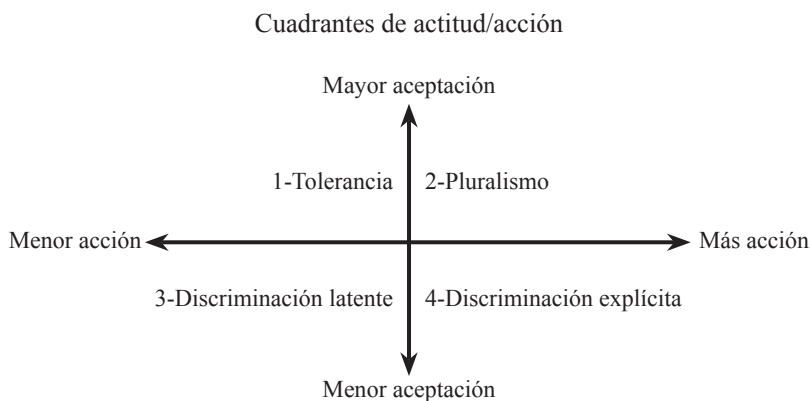 Cuadrantes de actitud/acción
Mayor aceptación
1-Tolerancia
2-Pluralismo
Menor acción
Más acción
3-Discriminación latente
4-Discriminación explícita
Menor aceptación